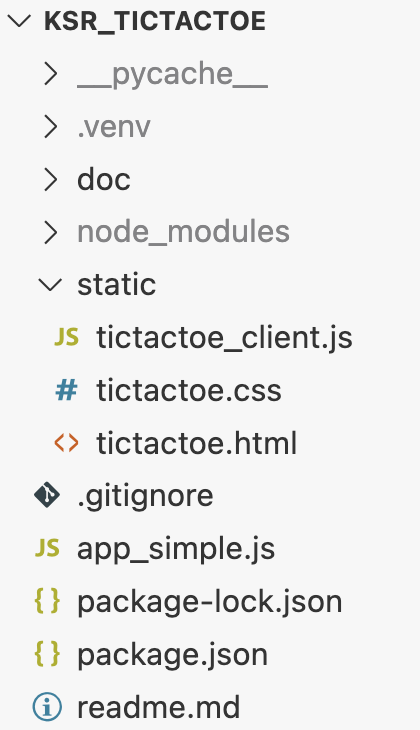 KSR_TICTACTOE
__pycache__
.venv
doc
node_modules
static
JS tictactoe_client.js
# tictactoe.css
<> tictactoe.html
.gitignore
JS app_simple.js
{} package-lock.json
{} package.json
readme.md